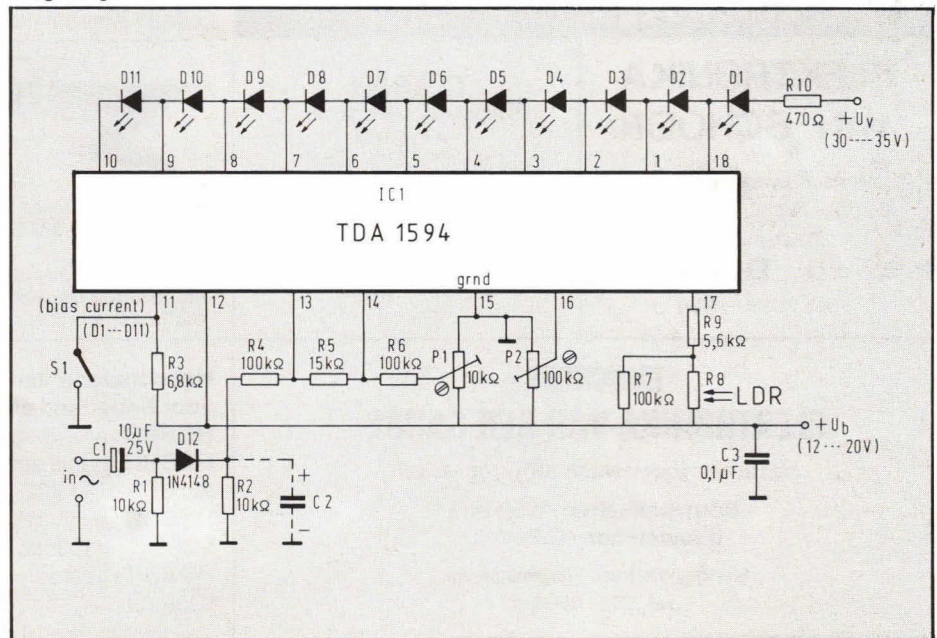 D11 D10 D9 D8 D7 D6 D5 D4 D3 D2 D1
R10
470Ω
+Uv
(30----35V)
10 9 8 7 6 5 4 3 2 1 18
IC1
TDA 1594
grnd
(bias current) 11 12 13 14 15 16 17
(D1---D11)
S1
R3
6,8kΩ
R4
100kΩ
R5
15kΩ
R6
100kΩ
P1
10kΩ
P2
100kΩ
R9
5,6kΩ
R7
100kΩ
R8
LDR
+Ub
(12---20V)
10µF
25V
C1
D12
1N4148
in
R1
10kΩ
R2
10kΩ
+
C2
-
C3
0,1µF